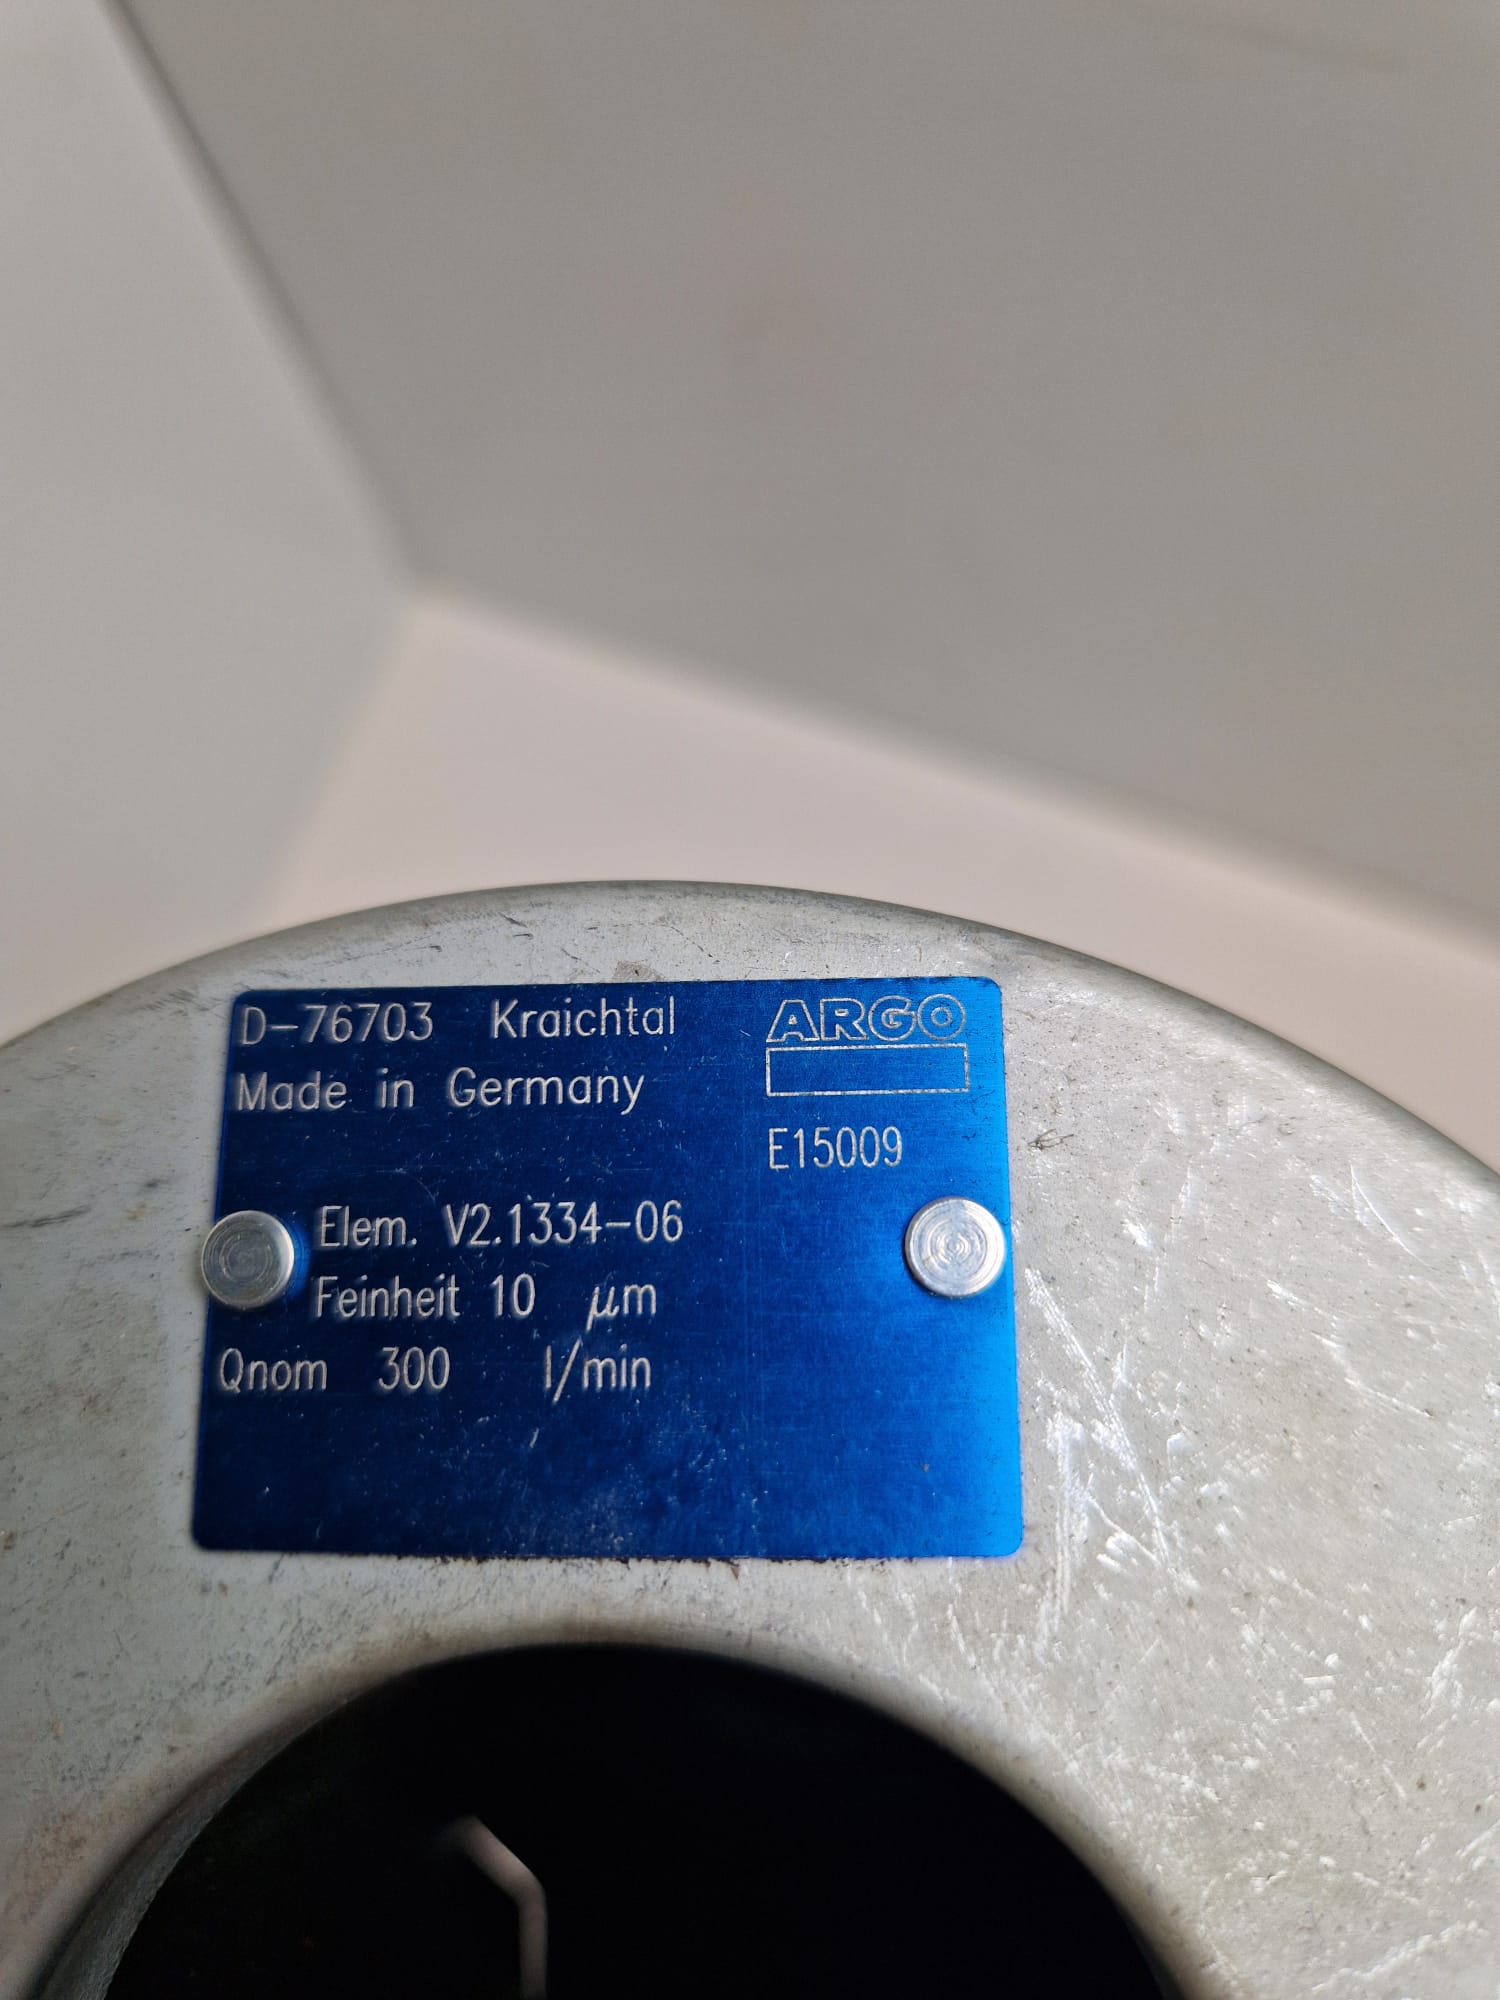 D-76703 Kraichtal
Made in Germany
ARGO
E15009
Elem. V2.1334-06
Feinheit 10 µm
Qnom 300 l/min